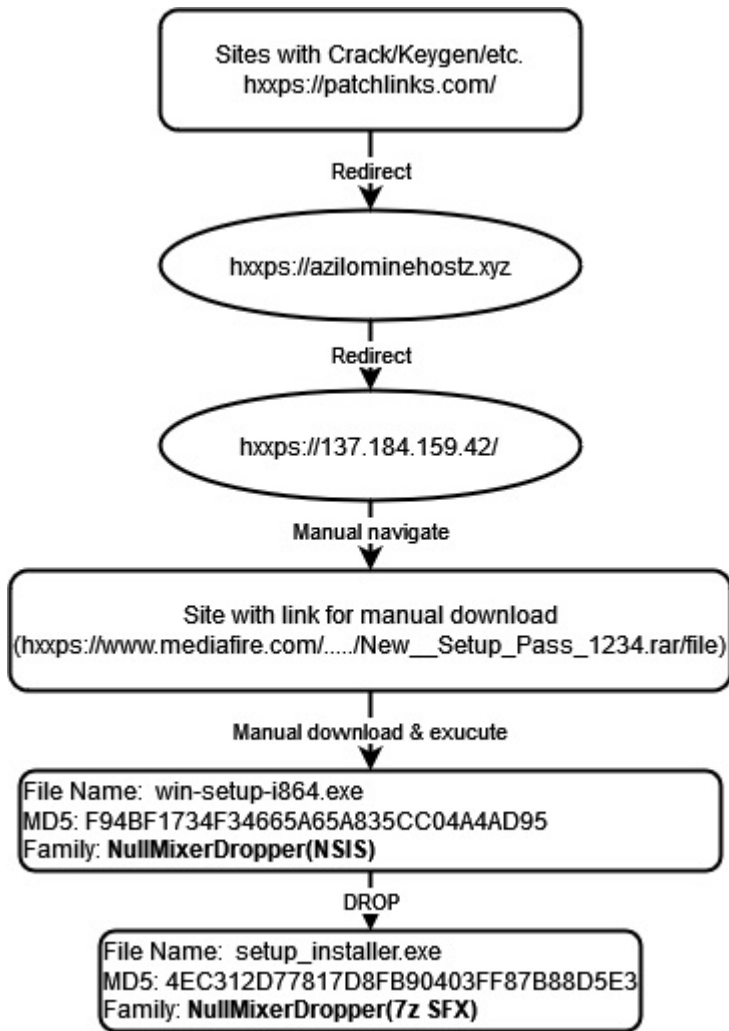 Sites with Crack/Keygen/etc.
hxxps://patchlinks.com/
Redirect
hxxps://azilominehostz.xyz
Redirect
hxxps://137.184.159.42/
Manual navigate
Site with link for manual download
(hxxps://www.mediafire.com/...../New__Setup_Pass_1234.rar/file)
Manual download & exucute
File Name:  win-setup-i864.exe
MD5: F94BF1734F34665A65A835CC04A4AD95
Family: NullMixerDropper(NSIS)
DROP
File Name:  setup_installer.exe
MD5: 4EC312D77817D8FB90403FF87B88D5E3
Family: NullMixerDropper(7z SFX)